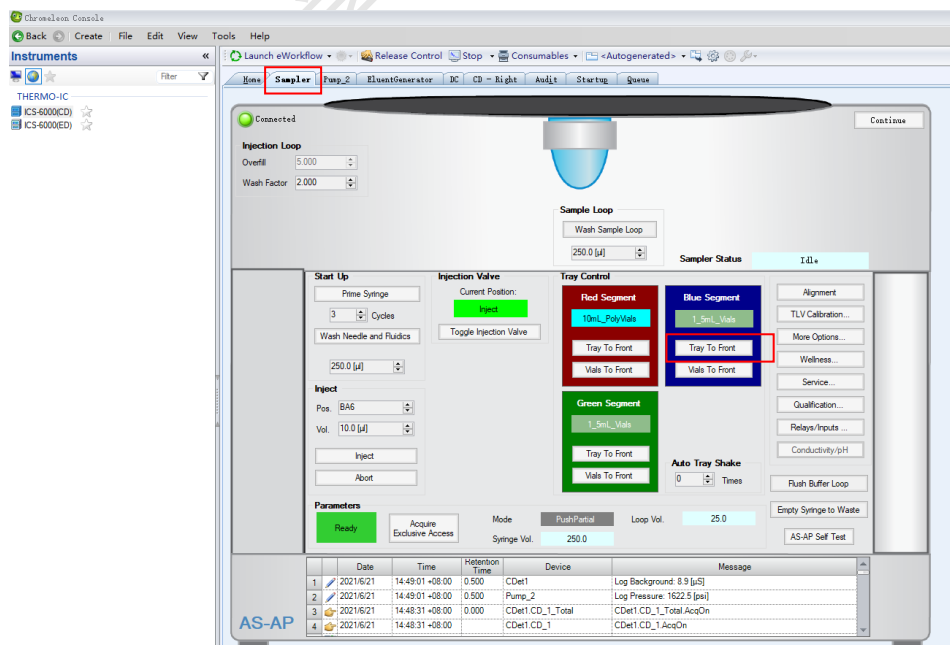 Chromeleon Console
Back Create File Edit View Tools Help
Instruments «
Launch eWorkflow Release Control Stop Consumables <Autogenerated>
Filter
Home Sampler Pump_2 EluentGenerator DC CD - Right Audit Startup Queue
THERMO-IC
ICS-6000(CD)
ICS-6000(ED)
Connected
Continue
Injection Loop
Overfill 5.000
Wash Factor 2.000
Sample Loop
Wash Sample Loop
250.0 [µl]
Sampler Status Idle
Start Up
Prime Syringe
3 Cycles
Wash Needle and Fluidics
250.0 [µl]
Injection Valve
Current Position:
Inject
Toggle Injection Valve
Tray Control
Red Segment
10mL_PolyVials
Tray To Front
Vials To Front
Blue Segment
1_5mL_Vials
Tray To Front
Vials To Front
Green Segment
1_5mL_Vials
Tray To Front
Vials To Front
Auto Tray Shake
0 Times
Alignment
TLV Calibration...
More Options...
Wellness...
Service...
Qualification...
Relays/Inputs ...
Conductivity/pH
Flush Buffer Loop
Empty Syringe to Waste
AS-AP Self Test
Inject
Pos. BA6
Vol. 10.0 [µl]
Inject
Abort
Parameters
Ready
Acquire
Exclusive Access
Mode PushPartial Loop Vol. 25.0
Syringe Vol. 250.0
Date Time Retention Time Device Message
1 2021/6/21 14:49:01 +08:00 0.500 CDet1 Log Background: 8.9 [µS]
2 2021/6/21 14:49:01 +08:00 0.500 Pump_2 Log Pressure: 1622.5 [psi]
3 2021/6/21 14:48:31 +08:00 0.000 CDet1.CD_1_Total CDet1.CD_1_Total.AcqOn
4 2021/6/21 14:48:31 +08:00 CDet1.CD_1 CDet1.CD_1.AcqOn
AS-AP